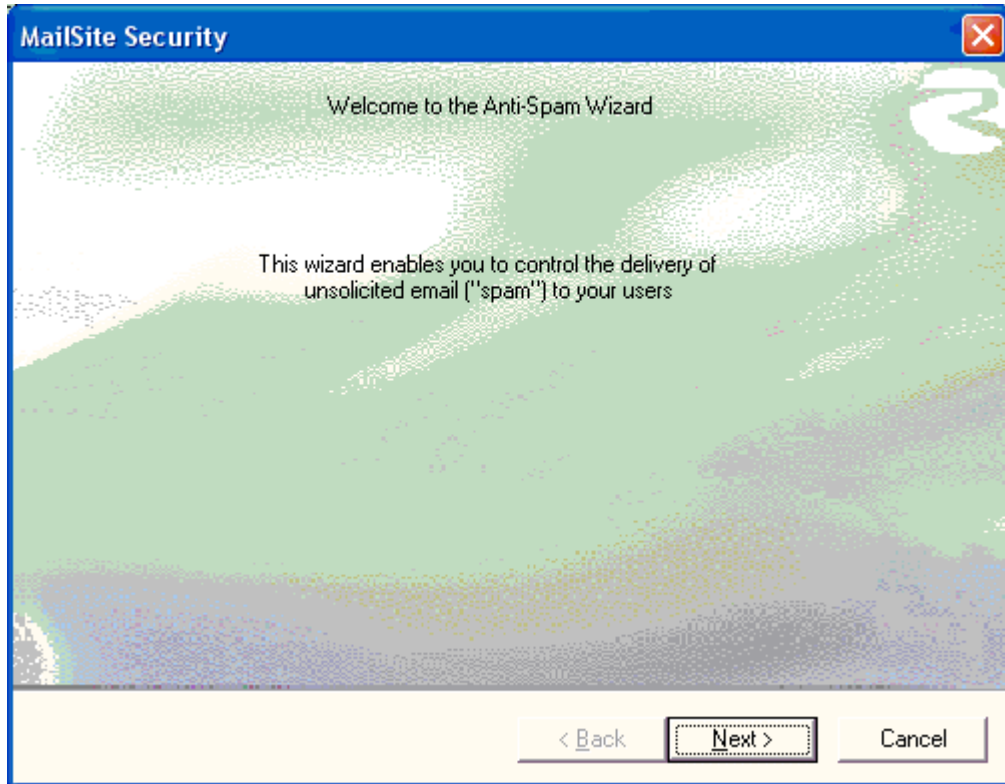 MailSite Security
Welcome to the Anti-Spam Wizard
This wizard enables you to control the delivery of
unsolicited email ("spam") to your users
< Back
Next >
Cancel